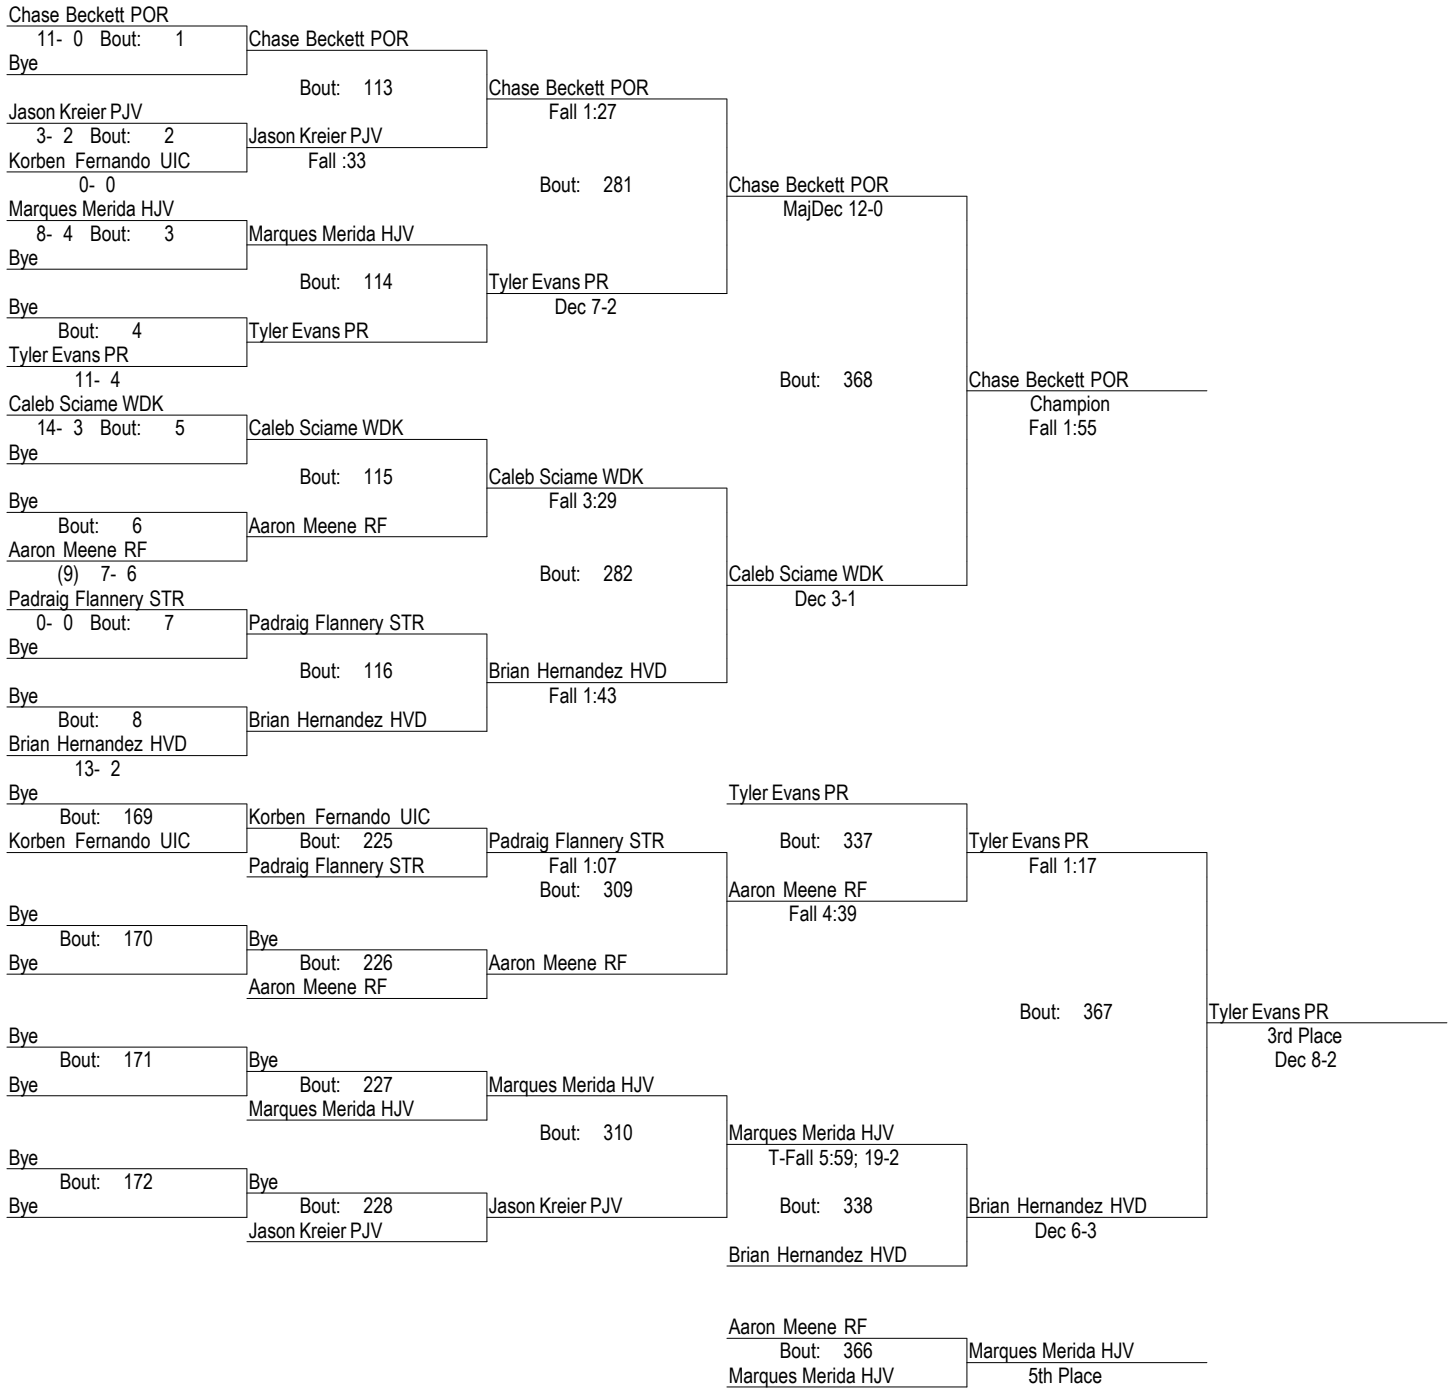 Chase Beckett POR
11- 0 Bout: 1
Chase Beckett POR
Bye
Bout: 113
Chase Beckett POR
Jason Kreier PJV
Fall 1:27
3- 2 Bout: 2
Jason Kreier PJV
Korben Fernando UIC
Fall :33
0- 0
Bout: 281
Chase Beckett POR
Marques Merida HJV
MajDec 12-0
8- 4 Bout: 3
Marques Merida HJV
Bye
Bout: 114
Tyler Evans PR
Bye
Dec 7-2
Bout: 4
Tyler Evans PR
Tyler Evans PR
11- 4
Bout: 368
Chase Beckett POR
Caleb Sciame WDK
Champion
14- 3 Bout: 5
Caleb Sciame WDK
Fall 1:55
Bye
Bout: 115
Caleb Sciame WDK
Bye
Fall 3:29
Bout: 6
Aaron Meene RF
Aaron Meene RF
(9) 7- 6
Bout: 282
Caleb Sciame WDK
Padraig Flannery STR
Dec 3-1
0- 0 Bout: 7
Padraig Flannery STR
Bye
Bout: 116
Brian Hernandez HVD
Bye
Fall 1:43
Bout: 8
Brian Hernandez HVD
Brian Hernandez HVD
13- 2
Bye
Tyler Evans PR
Bout: 169
Korben Fernando UIC
Korben Fernando UIC
Bout: 225
Padraig Flannery STR
Bout: 337
Tyler Evans PR
Padraig Flannery STR
Fall 1:07
Fall 1:17
Bout: 309
Aaron Meene RF
Bye
Fall 4:39
Bout: 170
Bye
Bye
Bout: 226
Aaron Meene RF
Aaron Meene RF
Bout: 367
Tyler Evans PR
Bye
3rd Place
Bout: 171
Bye
Dec 8-2
Bye
Bout: 227
Marques Merida HJV
Marques Merida HJV
Bout: 310
Marques Merida HJV
Bye
T-Fall 5:59; 19-2
Bout: 172
Bye
Bye
Bout: 228
Jason Kreier PJV
Bout: 338
Brian Hernandez HVD
Jason Kreier PJV
Dec 6-3
Brian Hernandez HVD
Aaron Meene RF
Bout: 366
Marques Merida HJV
Marques Merida HJV
5th Place